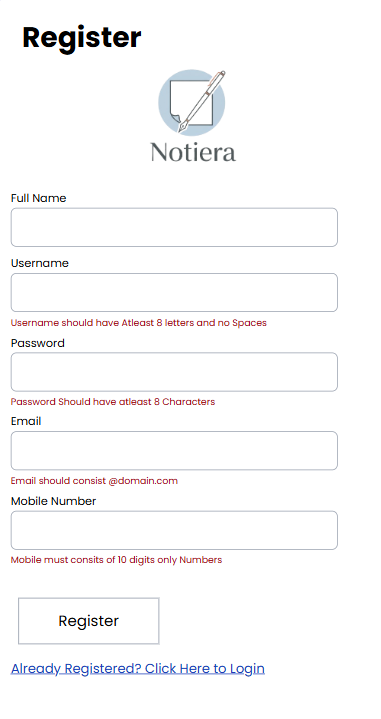 Register
Notiera
Full Name
Username
Username should have Atleast 8 letters and no Spaces
Password
Password Should have atleast 8 Characters
Email
Email should consist @domain.com
Mobile Number
Mobile must consits of 10 digits only Numbers
Register
Already Registered? Click Here to Login